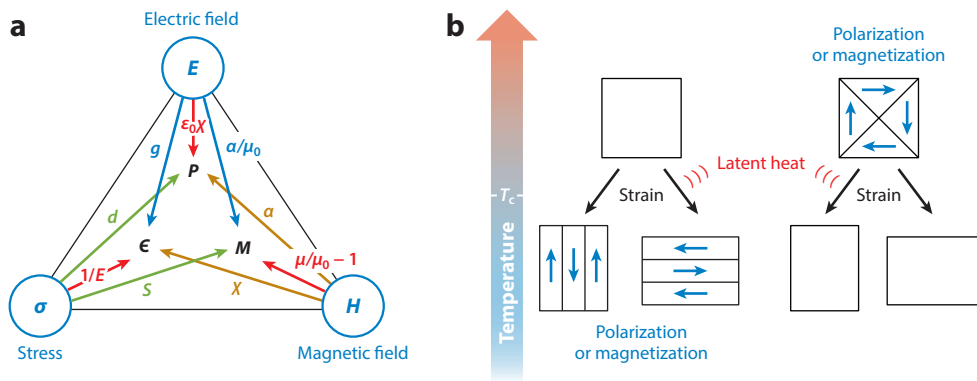 a
Electric field
E
ε₀χ
g
α/μ₀
P
d
α
ϵ
M
1/E
S
χ
μ/μ₀ – 1
σ
H
Stress
Magnetic field
b
Temperature
Tc
Polarization
or magnetization
Latent heat
Strain
Strain
Polarization
or magnetization